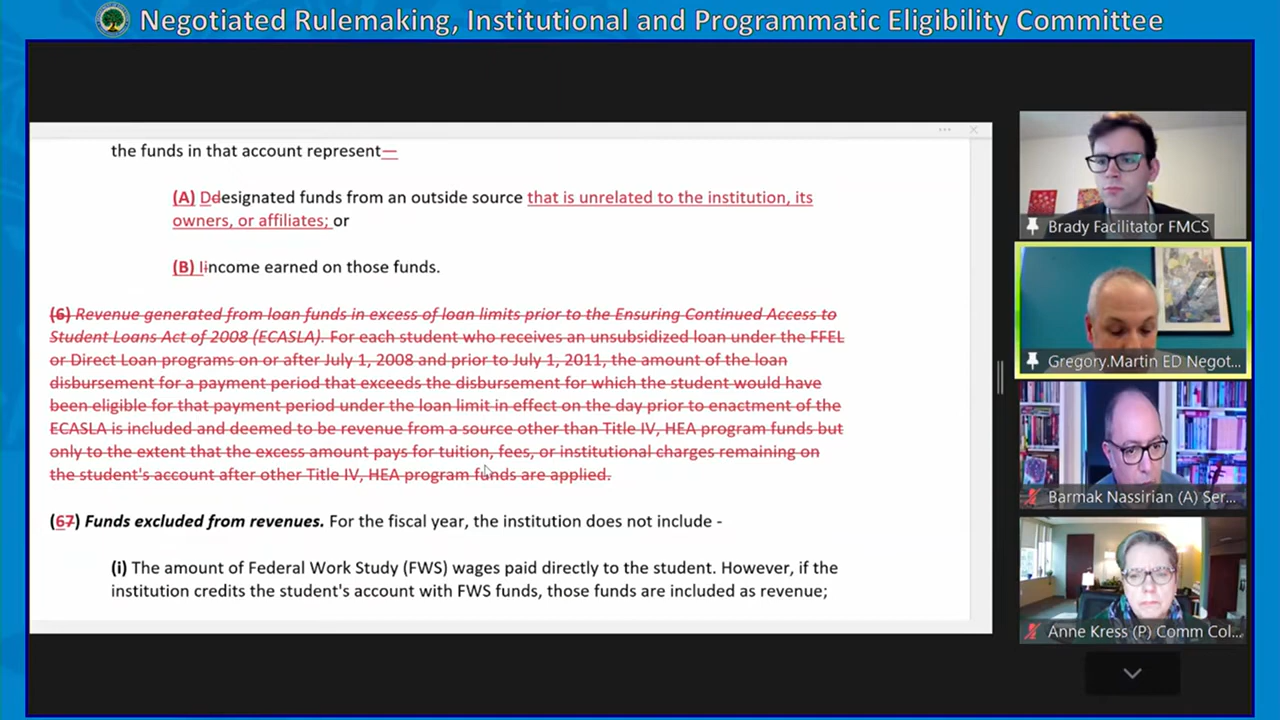 Negotiated Rulemaking, Institutional and Programmatic Eligibility Committee
the funds in that account represent—
(A) Ddesignated funds from an outside source that is unrelated to the institution, its
owners, or affiliates; or
(B) Iincome earned on those funds.
(6) Revenue generated from loan funds in excess of loan limits prior to the Ensuring Continued Access to
Student Loans Act of 2008 (ECASLA). For each student who receives an unsubsidized loan under the FFEL
or Direct Loan programs on or after July 1, 2008 and prior to July 1, 2011, the amount of the loan
disbursement for a payment period that exceeds the disbursement for which the student would have
been eligible for that payment period under the loan limit in effect on the day prior to enactment of the
ECASLA is included and deemed to be revenue from a source other than Title IV, HEA program funds but
only to the extent that the excess amount pays for tuition, fees, or institutional charges remaining on
the student's account after other Title IV, HEA program funds are applied.
(67) Funds excluded from revenues. For the fiscal year, the institution does not include -
(i) The amount of Federal Work Study (FWS) wages paid directly to the student. However, if the
institution credits the student's account with FWS funds, those funds are included as revenue;
Brady Facilitator FMCS
Gregory.Martin ED Negot...
Barmak Nassirian (A) Ser...
Anne Kress (P) Comm Col...